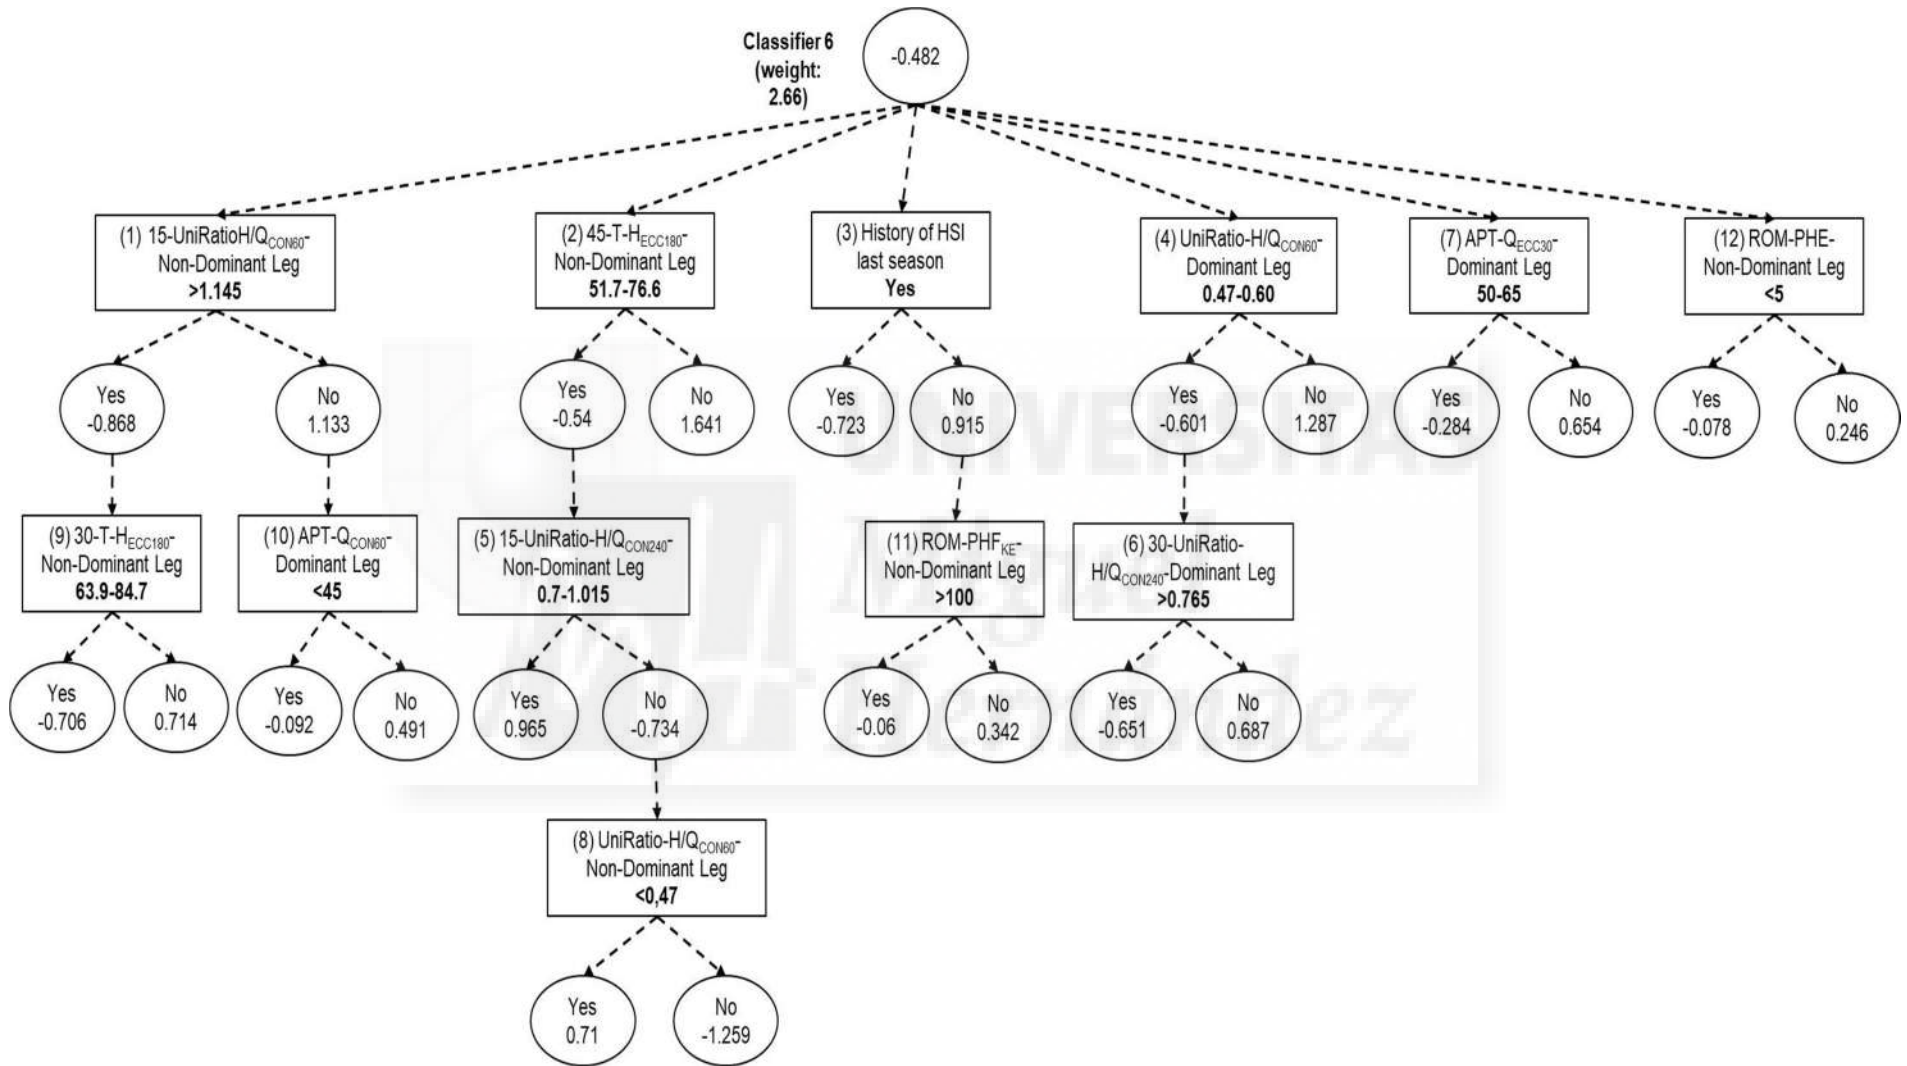 Classifier 6
(weight:
2.66)
-0.482
(1) 15-UniRatioH/QCON60-
Non-Dominant Leg
>1.145
(2) 45-T-HECC180-
Non-Dominant Leg
51.7-76.6
(3) History of HSI
last season
Yes
(4) UniRatio-H/QCON60-
Dominant Leg
0.47-0.60
(7) APT-QECC30-
Dominant Leg
50-65
(12) ROM-PHE-
Non-Dominant Leg
<5
Yes
-0.868
No
1.133
Yes
-0.54
No
1.641
Yes
-0.723
No
0.915
Yes
-0.601
No
1.287
Yes
-0.284
No
0.654
Yes
-0.078
No
0.246
UNIVERSITAS
Miguel
Hernández
(9) 30-T-HECC180-
Non-Dominant Leg
63.9-84.7
(10) APT-QCON60-
Dominant Leg
<45
(5) 15-UniRatio-H/QCON240-
Non-Dominant Leg
0.7-1.015
(11) ROM-PHFKE-
Non-Dominant Leg
>100
(6) 30-UniRatio-
H/QCON240-Dominant Leg
>0.765
Yes
-0.706
No
0.714
Yes
-0.092
No
0.491
Yes
0.965
No
-0.734
Yes
-0.06
No
0.342
Yes
-0.651
No
0.687
(8) UniRatio-H/QCON60-
Non-Dominant Leg
<0,47
Yes
0.71
No
-1.259